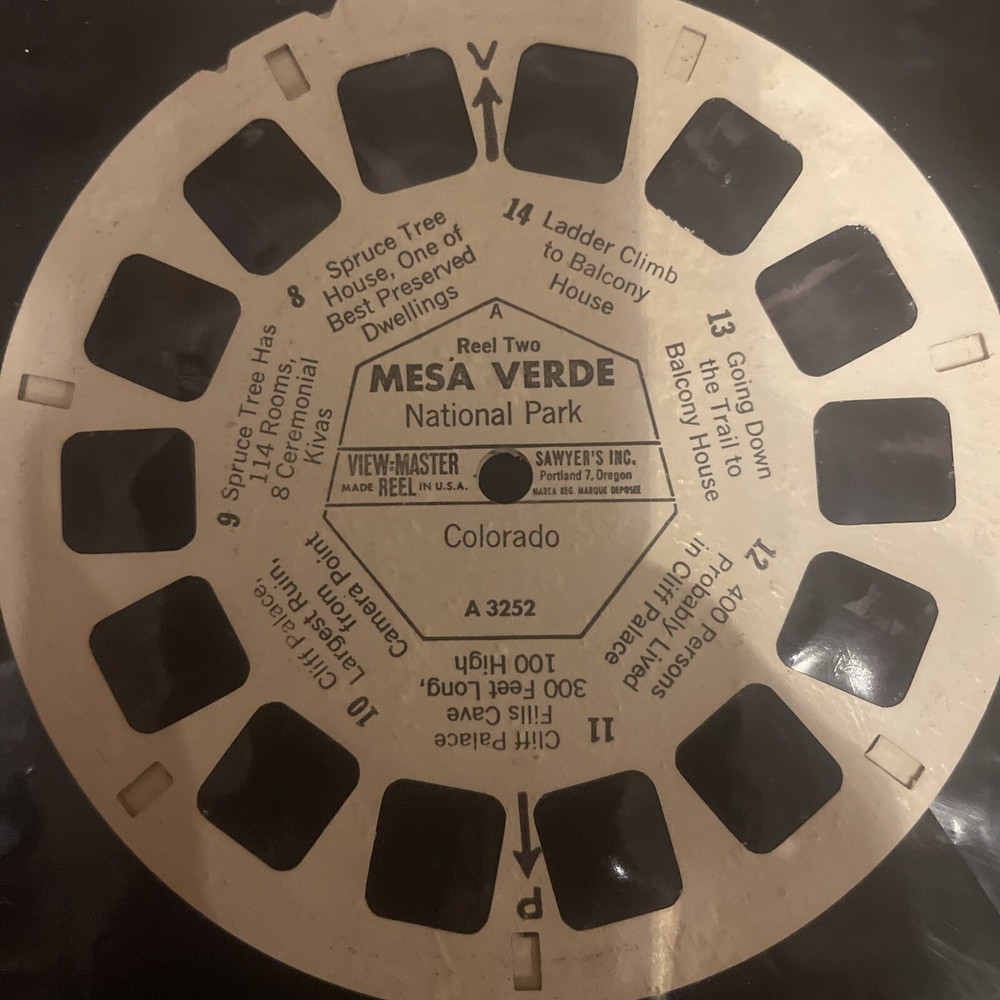 V
A
Reel Two
MESA VERDE
National Park
VIEW-MASTER
MADE REEL IN U.S.A.
SAWYER'S INC.
Portland 7, Oregon
MARCA REG. MARQUE DEPOSEE
Colorado
A 3252
8 Spruce Tree
House, One of
Best Preserved
Dwellings
9 Spruce Tree Has
114 Rooms,
8 Ceremonial
Kivas
10 Cliff Palace,
Largest Ruin,
from
Camera Point
11 Cliff Palace
Fills Cave
300 Feet Long,
100 High
12 400 Persons
Probably Lived
in Cliff Palace
13 Going Down
the Trail to
Balcony House
14 Ladder Climb
to Balcony
House
P